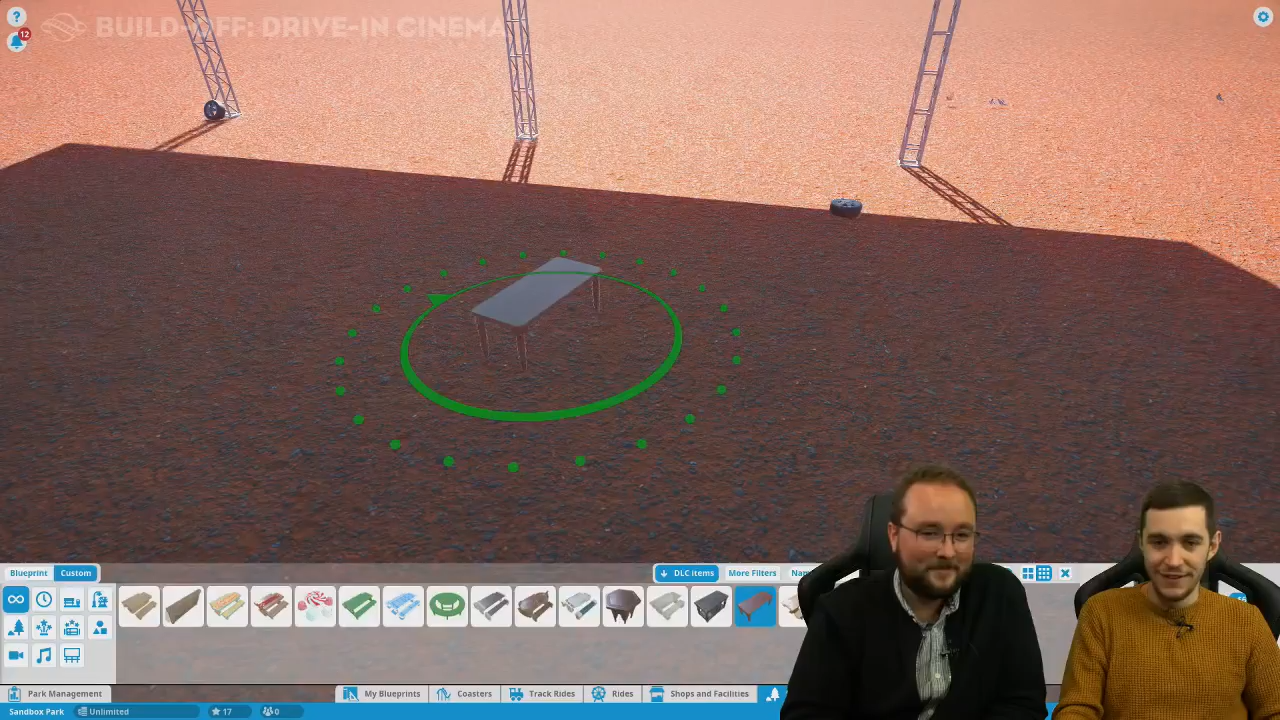 BUILD-OFF: DRIVE-IN CINEMA
?
12
Blueprint
Custom
DLC items
More Filters
Park Management
My Blueprints
Coasters
Track Rides
Rides
Shops and Facilities
Sandbox Park
Unlimited
17
0